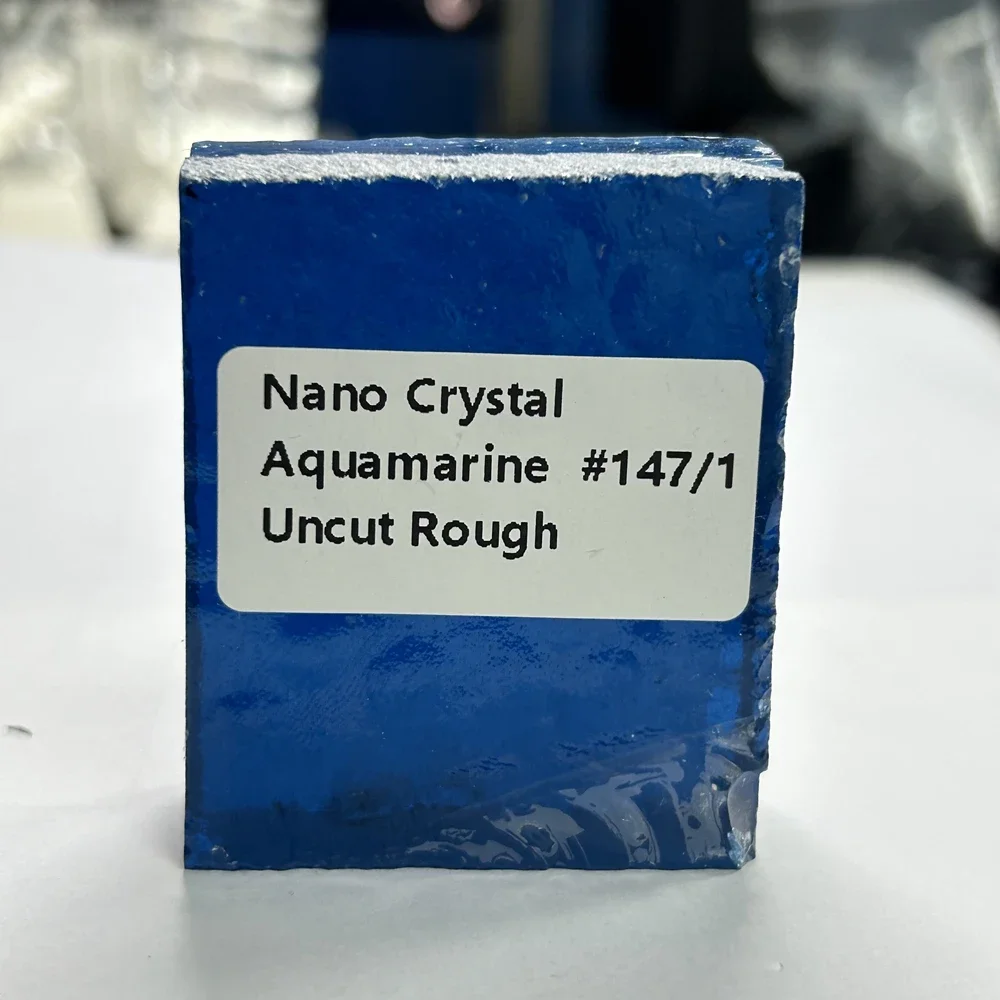 Nano Crystal
Aquamarine #147/1
Uncut Rough